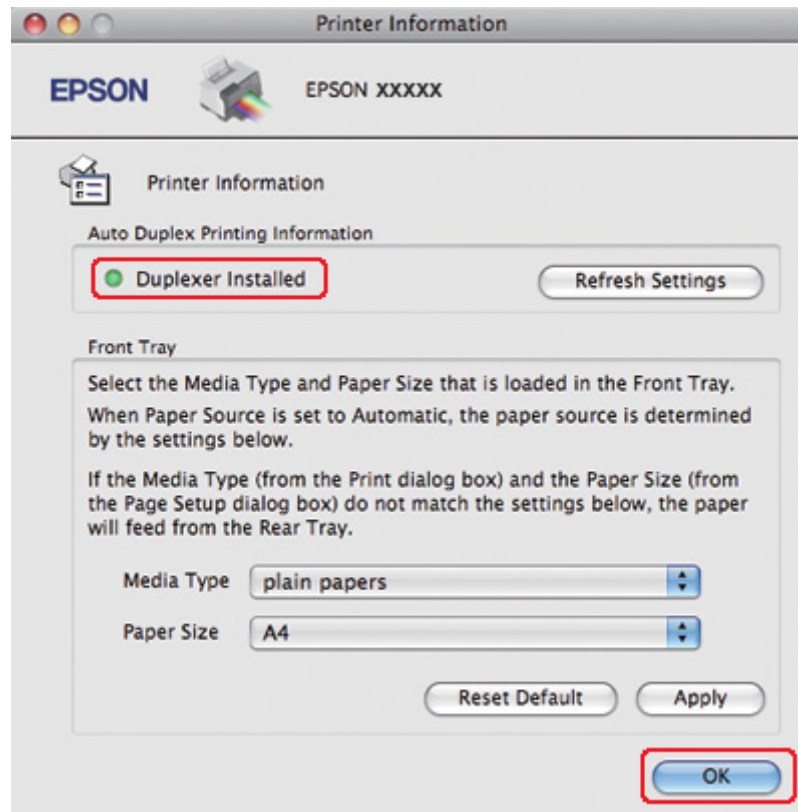 Printer Information
EPSON
EPSON XXXXX
Printer Information
Auto Duplex Printing Information
Duplexer Installed
Refresh Settings
Front Tray
Select the Media Type and Paper Size that is loaded in the Front Tray.
When Paper Source is set to Automatic, the paper source is determined
by the settings below.
If the Media Type (from the Print dialog box) and the Paper Size (from
the Page Setup dialog box) do not match the settings below, the paper
will feed from the Rear Tray.
Media Type plain papers
Paper Size A4
Reset Default Apply
OK